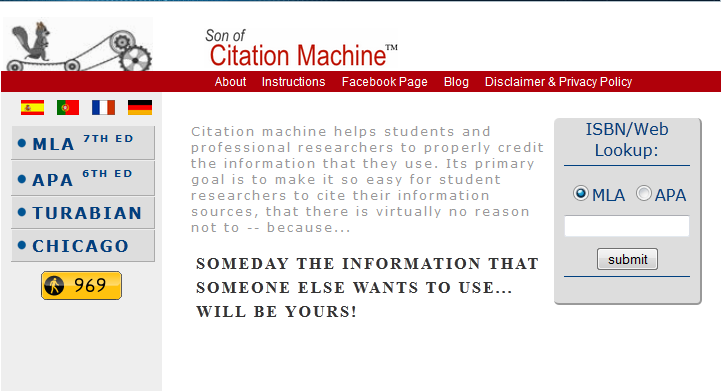 Son of
Citation Machine™
About Instructions Facebook Page Blog Disclaimer & Privacy Policy
MLA 7TH ED
APA 6TH ED
TURABIAN
CHICAGO
969
Citation machine helps students and
professional researchers to properly credit
the information that they use. Its primary
goal is to make it so easy for student
researchers to cite their information
sources, that there is virtually no reason
not to -- because...
SOMEDAY THE INFORMATION THAT
SOMEONE ELSE WANTS TO USE...
WILL BE YOURS!
ISBN/Web
Lookup:
MLA APA
submit